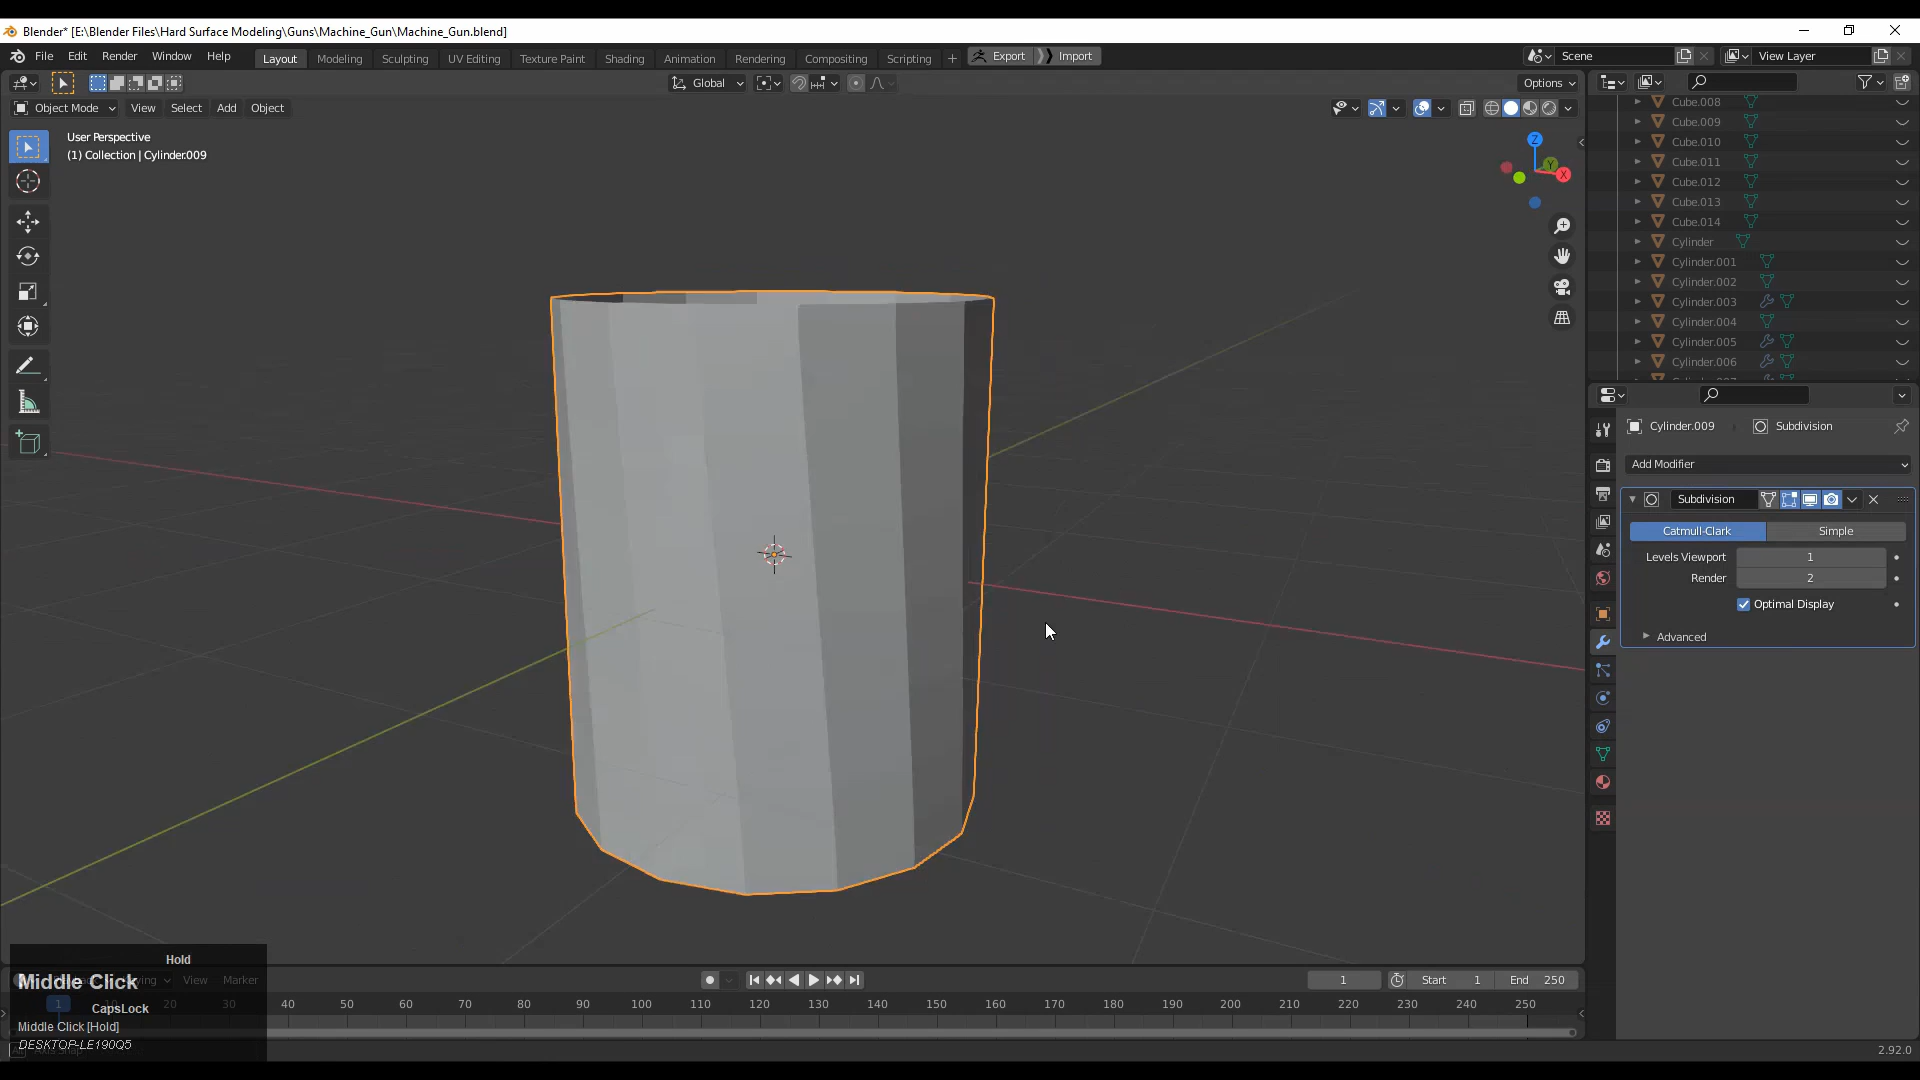 Blender* [E:\Blender Files\Hard Surface Modeling\Guns\Machine_Gun\Machine_Gun.blend]
File Edit Render Window Help Layout Modeling Sculpting UV Editing Texture Paint Shading Animation Rendering Compositing Scripting + Export Import Scene View Layer
Global Options
Object Mode View Select Add Object
User Perspective
(1) Collection | Cylinder.009
Z
Y
X
Cube.008
Cube.009
Cube.010
Cube.011
Cube.012
Cube.013
Cube.014
Cylinder
Cylinder.001
Cylinder.002
Cylinder.003
Cylinder.004
Cylinder.005
Cylinder.006
Cylinder.009 Subdivision
Add Modifier
Subdivision
Catmull-Clark Simple
Levels Viewport 1
Render 2
Optimal Display
Advanced
Hold
Middle Click
View Marker
1 Start 1 End 250
1 20 30 40 50 60 70 80 90 100 110 120 130 140 150 160 170 180 190 200 210 220 230 240 250
CapsLock
Middle Click [Hold]
DESKTOP-LE190Q5
2.92.0